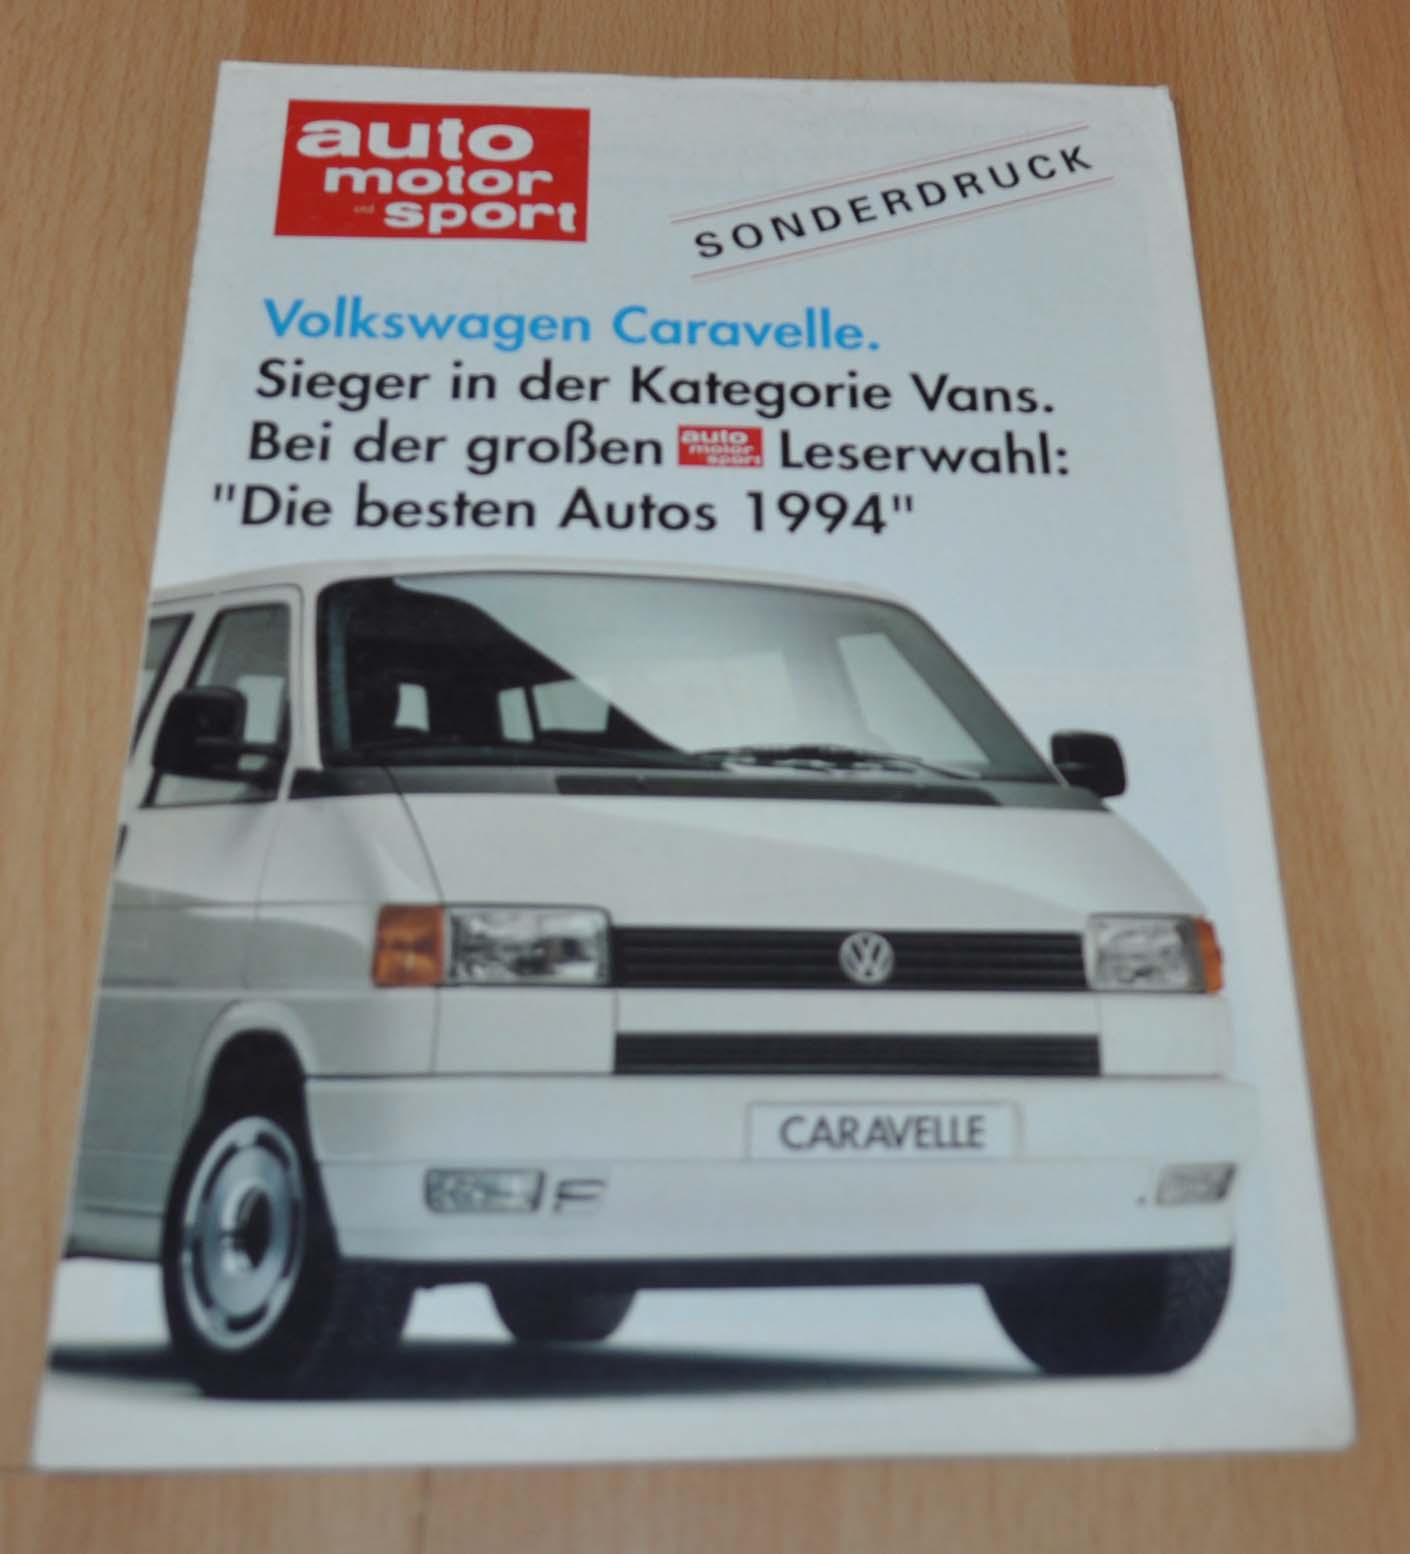 auto
motor
und sport
SONDERDRUCK
Volkswagen Caravelle.
Sieger in der Kategorie Vans.
Bei der großen auto motor sport Leserwahl:
"Die besten Autos 1994"
CARAVELLE